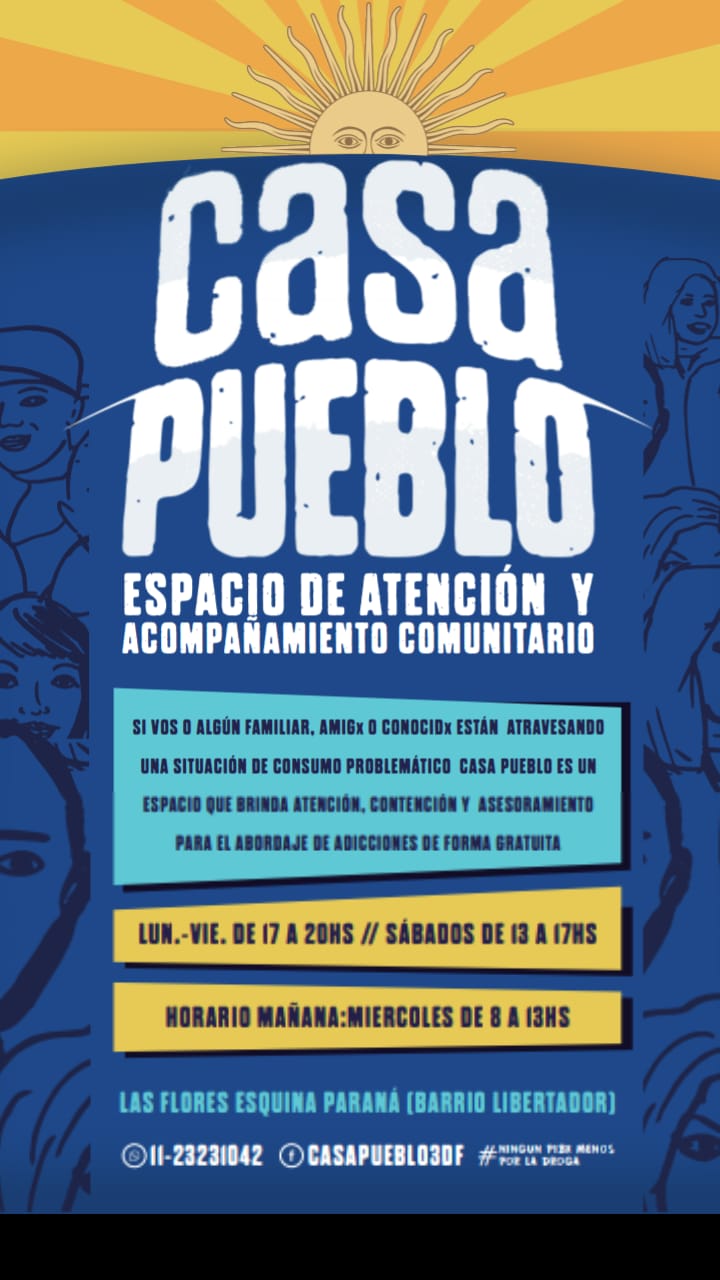 Casa
PUEBLO
ESPACIO DE ATENCIÓN Y
ACOMPAÑAMIENTO COMUNITARIO
SI VOS O ALGÚN FAMILIAR, AMIGx O CONOCIDx ESTÁN ATRAVESANDO
UNA SITUACIÓN DE CONSUMO PROBLEMÁTICO CASA PUEBLO ES UN
ESPACIO QUE BRINDA ATENCIÓN, CONTENCIÓN Y ASESORAMIENTO
PARA EL ABORDAJE DE ADICCIONES DE FORMA GRATUITA
LUN.-VIE. DE 17 A 20HS // SÁBADOS DE 13 A 17HS
HORARIO MAÑANA:MIERCOLES DE 8 A 13HS
LAS FLORES ESQUINA PARANÁ (BARRIO LIBERTADOR)
11-23231042 CASAPUEBLO3DF #NINGUN PIBX MENOS
POR LA DROGA